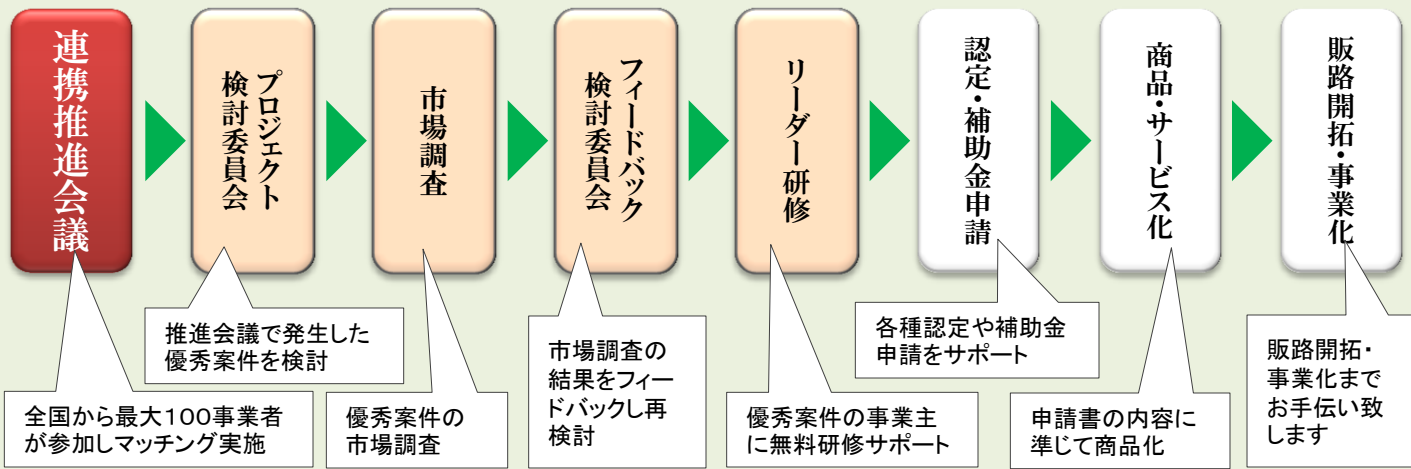 連携推進会議
プロジェクト
検討委員会
市場調査
フィードバック
検討委員会
リーダー研修
認定・補助金申請
商品・サービス化
販路開拓・事業化
全国から最大100事業者
が参加しマッチング実施
推進会議で発生した
優秀案件を検討
優秀案件の
市場調査
市場調査の
結果をフィー
ドバックし再
検討
優秀案件の事業主
に無料研修サポート
各種認定や補助金
申請をサポート
申請書の内容に
準じて商品化
販路開拓・
事業化まで
お手伝い致
します